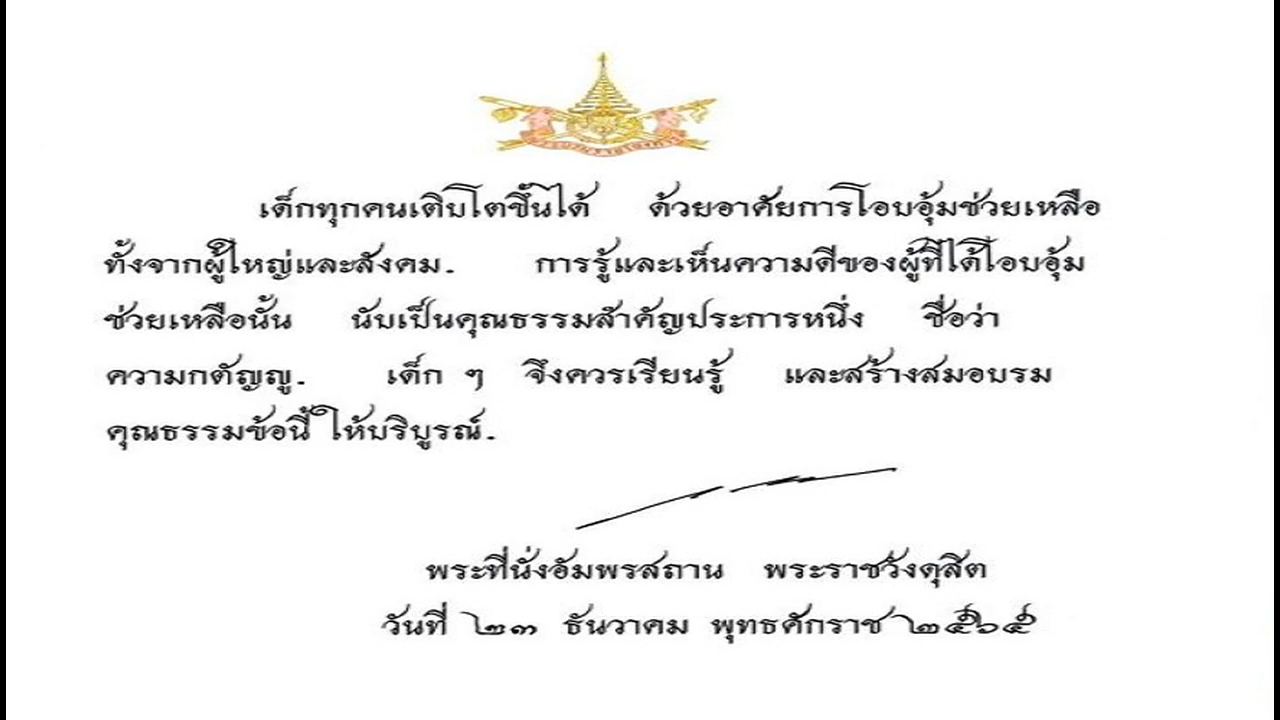 เด็กทุกคนเติบโตขึ้นได้ ด้วยอาศัยการโอบอุ้มช่วยเหลือ
ทั้งจากผู้ใหญ่และสังคม. การรู้และเห็นความดีของผู้ที่ได้โอบอุ้ม
ช่วยเหลือนั้น นับเป็นคุณธรรมสำคัญประการหนึ่ง ชื่อว่า
ความกตัญญู. เด็ก ๆ จึงควรเรียนรู้ และสร้างสมอบรม
คุณธรรมข้อนี้ให้บริบูรณ์.
พระที่นั่งอัมพรสถาน พระราชวังดุสิต
วันที่ ๒๓ ธันวาคม พุทธศักราช ๒๕๖๕